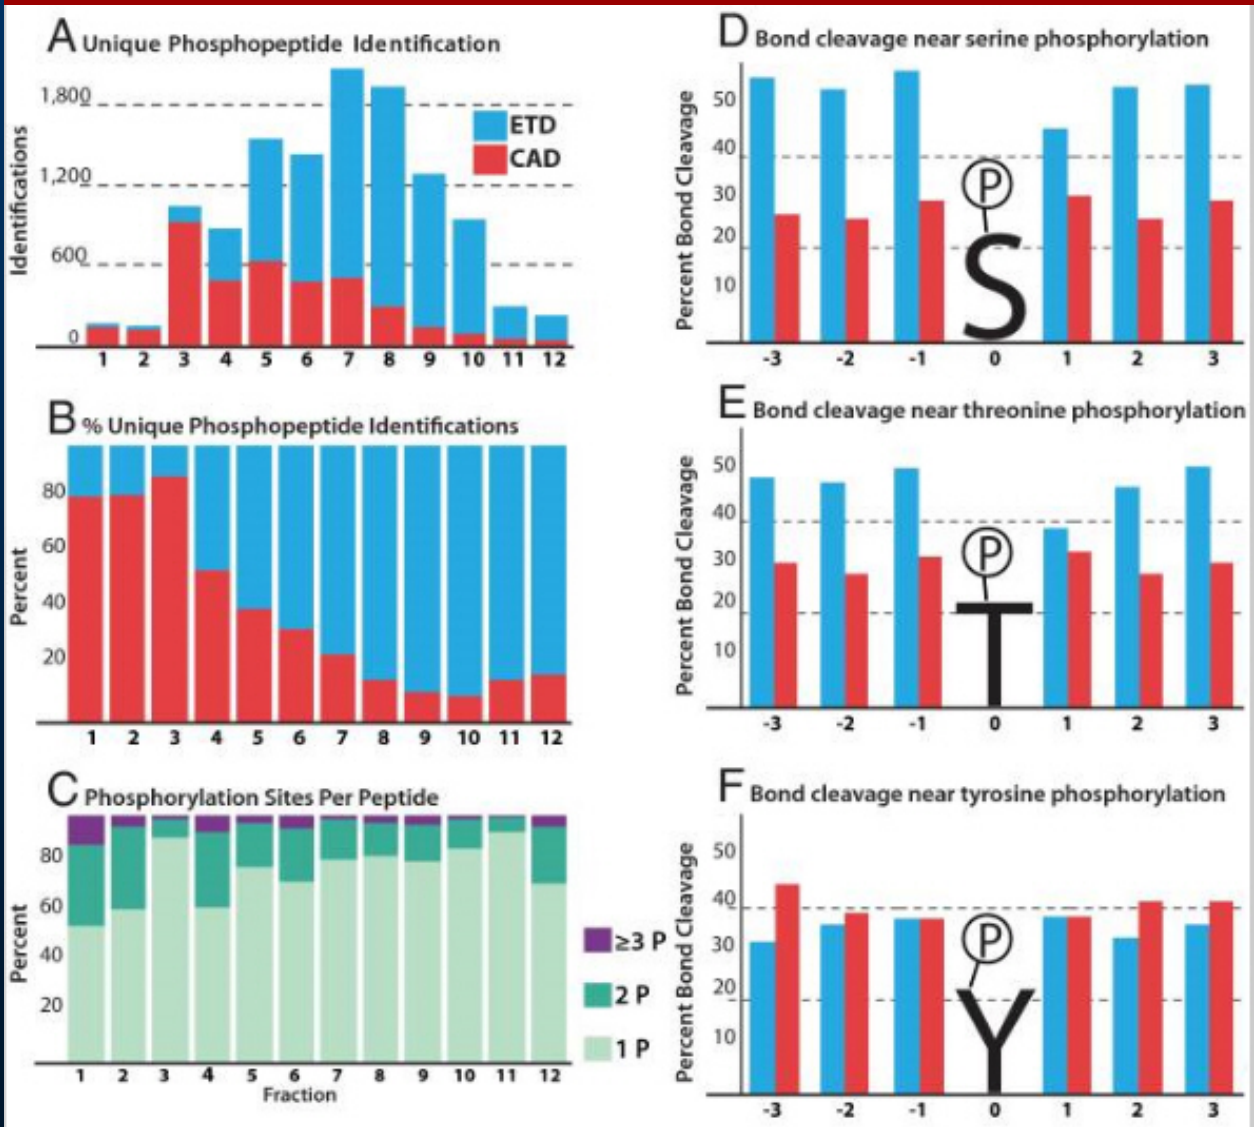 A Unique Phosphopeptide Identification
Identifications
1,800
1,200
600
0
ETD
CAD
1 2 3 4 5 6 7 8 9 10 11 12
B % Unique Phosphopeptide Identifications
Percent
80
60
40
20
1 2 3 4 5 6 7 8 9 10 11 12
C Phosphorylation Sites Per Peptide
Percent
80
60
40
20
≥3 P
2 P
1 P
1 2 3 4 5 6 7 8 9 10 11 12
Fraction
D Bond cleavage near serine phosphorylation
Percent Bond Cleavage
50
40
30
20
10
P
S
-3 -2 -1 0 1 2 3
E Bond cleavage near threonine phosphorylation
Percent Bond Cleavage
50
40
30
20
10
P
T
-3 -2 -1 0 1 2 3
F Bond cleavage near tyrosine phosphorylation
Percent Bond Cleavage
50
40
30
20
10
P
Y
-3 -2 -1 0 1 2 3